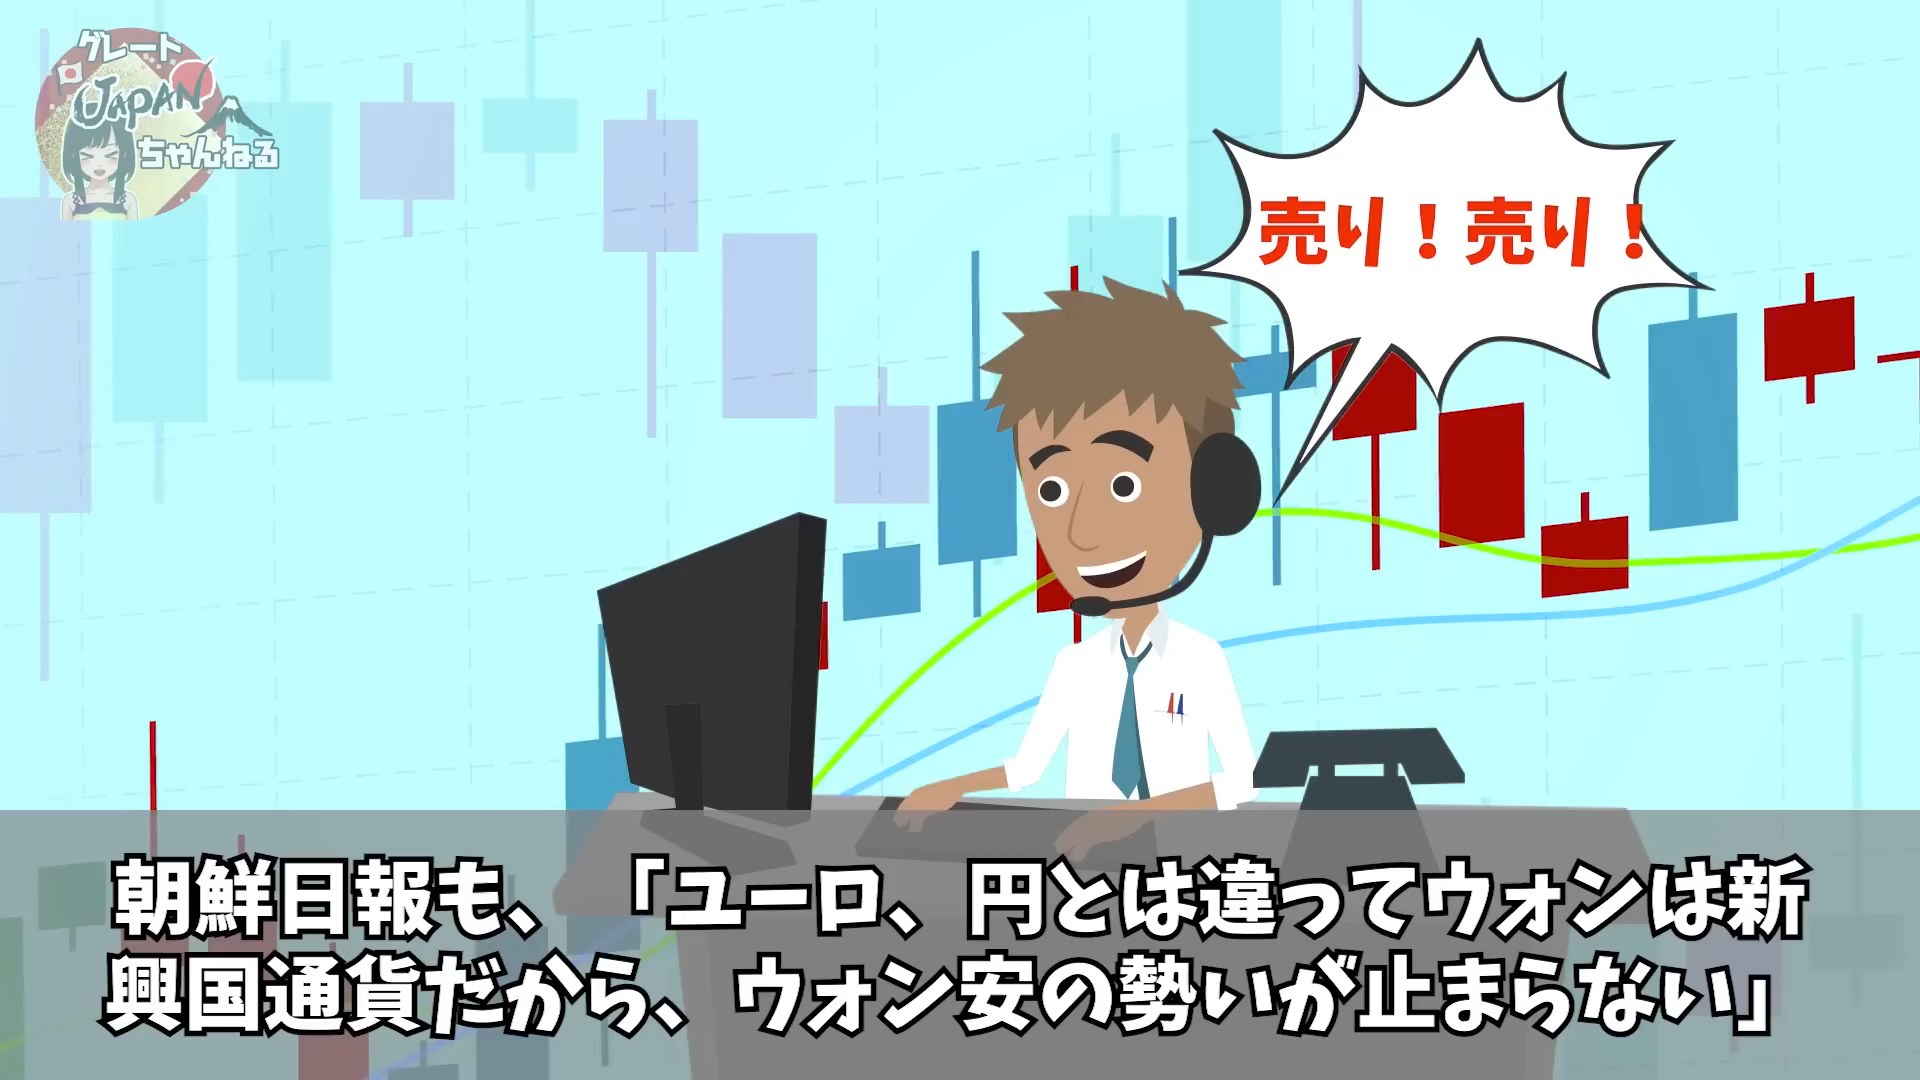 グレート
JAPAN
ちゃんねる
売り！売り！
朝鮮日報も、「ユーロ、円とは違ってウォンは新
興国通貨だから、ウォン安の勢いが止まらない」